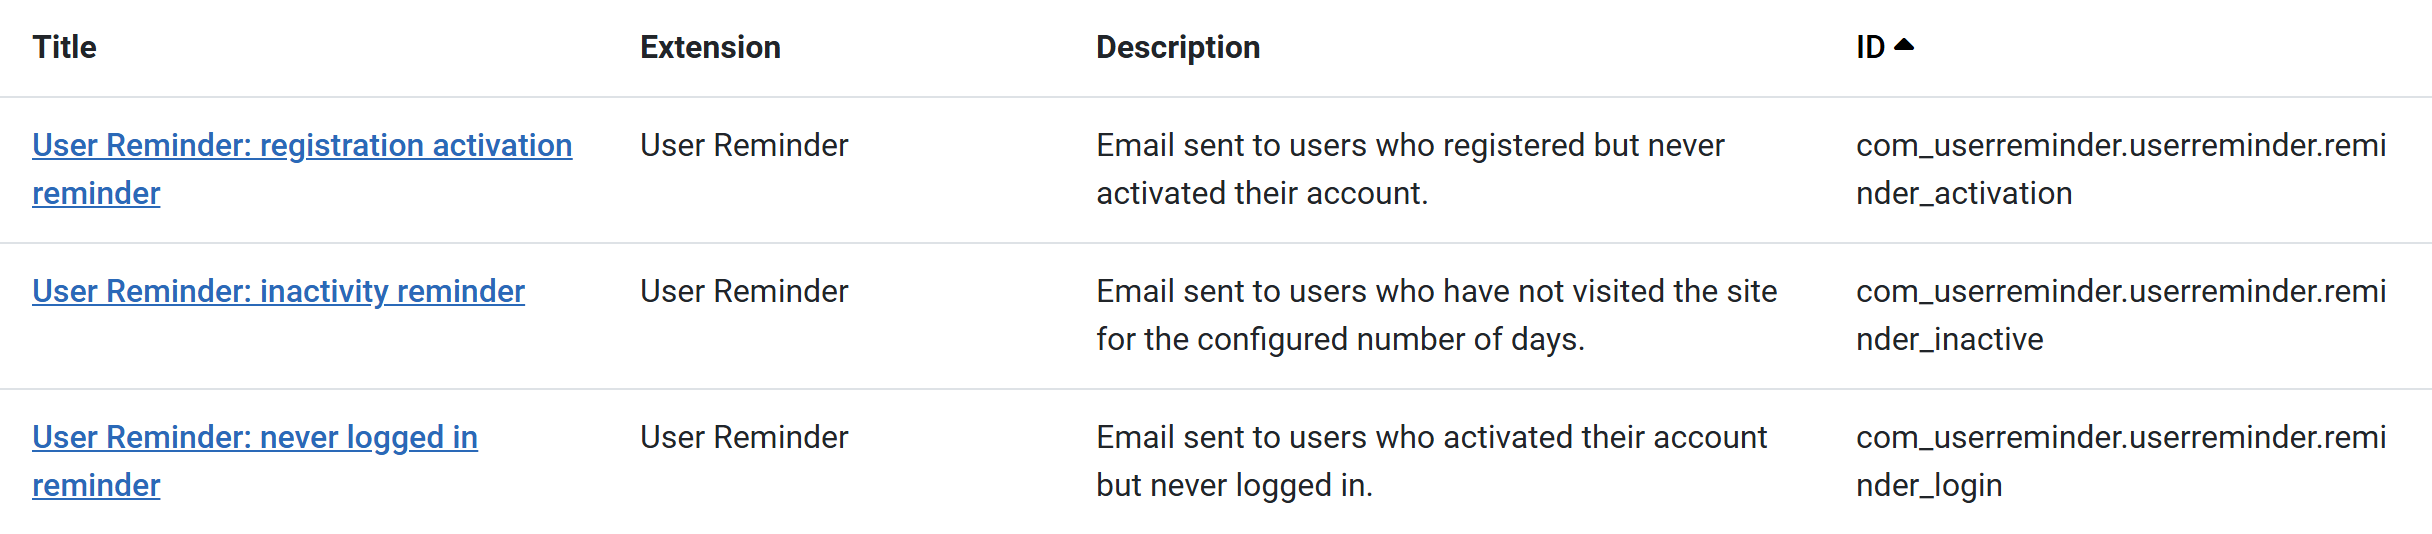 Title Extension Description ID
User Reminder: registration activation User Reminder Email sent to users who registered but never com_userreminder.userreminder.remi
reminder activated their account. nder_activation
User Reminder: inactivity reminder User Reminder Email sent to users who have not visited the site com_userreminder.userreminder.remi
for the configured number of days. nder_inactive
User Reminder: never logged in User Reminder Email sent to users who activated their account com_userreminder.userreminder.remi
reminder but never logged in. nder_login